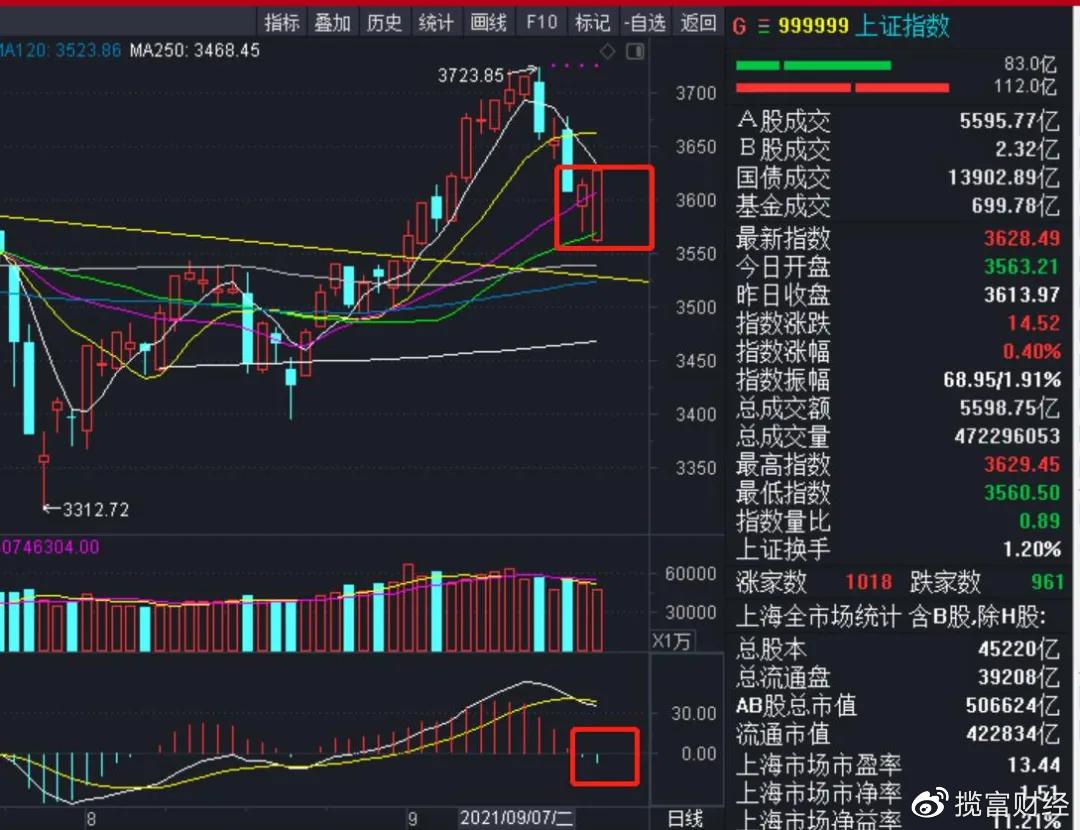 指标 叠加 历史 统计 画线 F10 标记 -自选 返回
MA120: 3523.86 MA250: 3468.45
3723.85
3700
3650
3600
3550
3500
3450
3400
3350
3312.72
0746304.00
60000
30000
X1万
30.00
0.00
8 9 2021/09/07/二 日线
G 三 999999 上证指数
83.0亿
112.0亿
A股成交 5595.77亿
B股成交 2.32亿
国债成交 13902.89亿
基金成交 699.78亿
最新指数 3628.49
今日开盘 3563.21
昨日收盘 3613.97
指数涨跌 14.52
指数涨幅 0.40%
指数振幅 68.95/1.91%
总成交额 5598.75亿
总成交量 472296053
最高指数 3629.45
最低指数 3560.50
指数量比 0.89
上证换手 1.20%
涨家数 1018 跌家数 961
上海全市场统计 含B股,除H股:
总股本 45220亿
总流通盘 39208亿
AB股总市值 506624亿
流通市值 422834亿
上海市场市盈率 13.44
上海市场市净率 1.51
上海市场净益率 11.21%
揽富财经